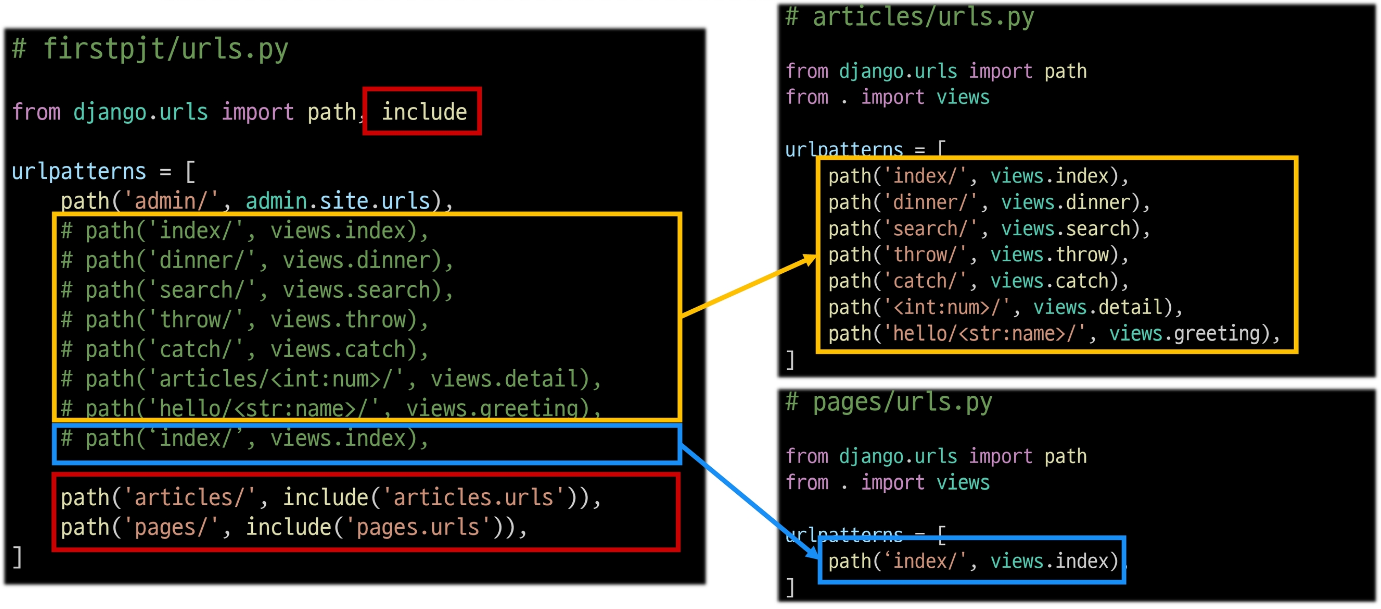 # firstpjt/urls.py
from django.urls import path, include
urlpatterns = [
    path('admin/', admin.site.urls),
    # path('index/', views.index),
    # path('dinner/', views.dinner),
    # path('search/', views.search),
    # path('throw/', views.throw),
    # path('catch/', views.catch),
    # path('articles/<int:num>/', views.detail),
    # path('hello/<str:name>/', views.greeting),
    # path(‘index/’, views.index),
    path('articles/', include('articles.urls')),
    path('pages/', include('pages.urls')),
]
# articles/urls.py
from django.urls import path
from . import views
urlpatterns = [
    path('index/', views.index),
    path('dinner/', views.dinner),
    path('search/', views.search),
    path('throw/', views.throw),
    path('catch/', views.catch),
    path('<int:num>/', views.detail),
    path('hello/<str:name>/', views.greeting),
]
# pages/urls.py
from django.urls import path
from . import views
urlpatterns = [
    path(‘index/', views.index),
]